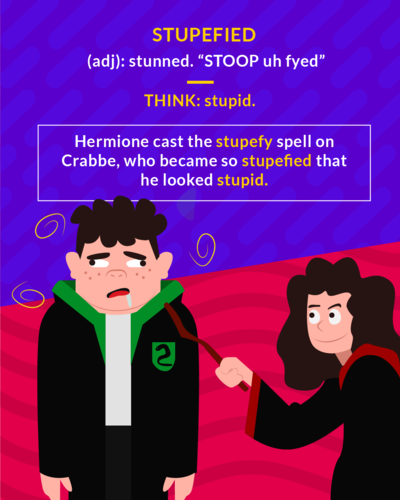 STUPEFIED
(adj): stunned. “STOOP uh fyed”
THINK: stupid.
Hermione cast the stupefy spell on
Crabbe, who became so stupefied that
he looked stupid.